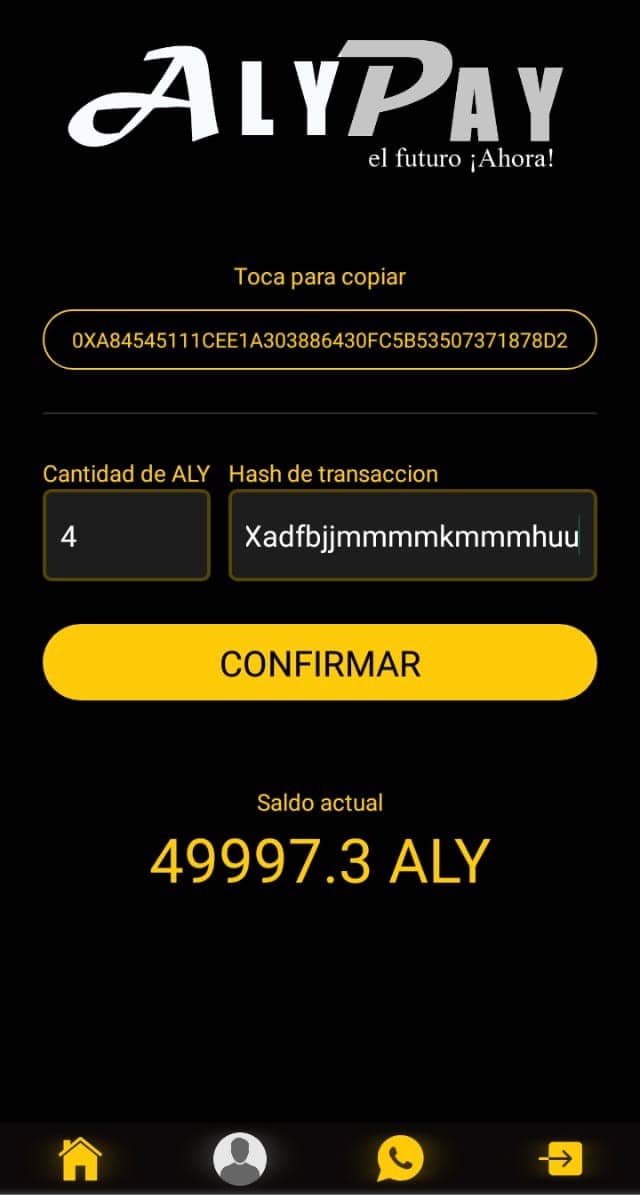 ALYPAY
el futuro ¡Ahora!
Toca para copiar
0XA84545111CEE1A303886430FC5B53507371878D2
Cantidad de ALY
Hash de transaccion
4
Xadfbjjmmmmkmmmhuu
CONFIRMAR
Saldo actual
49997.3 ALY